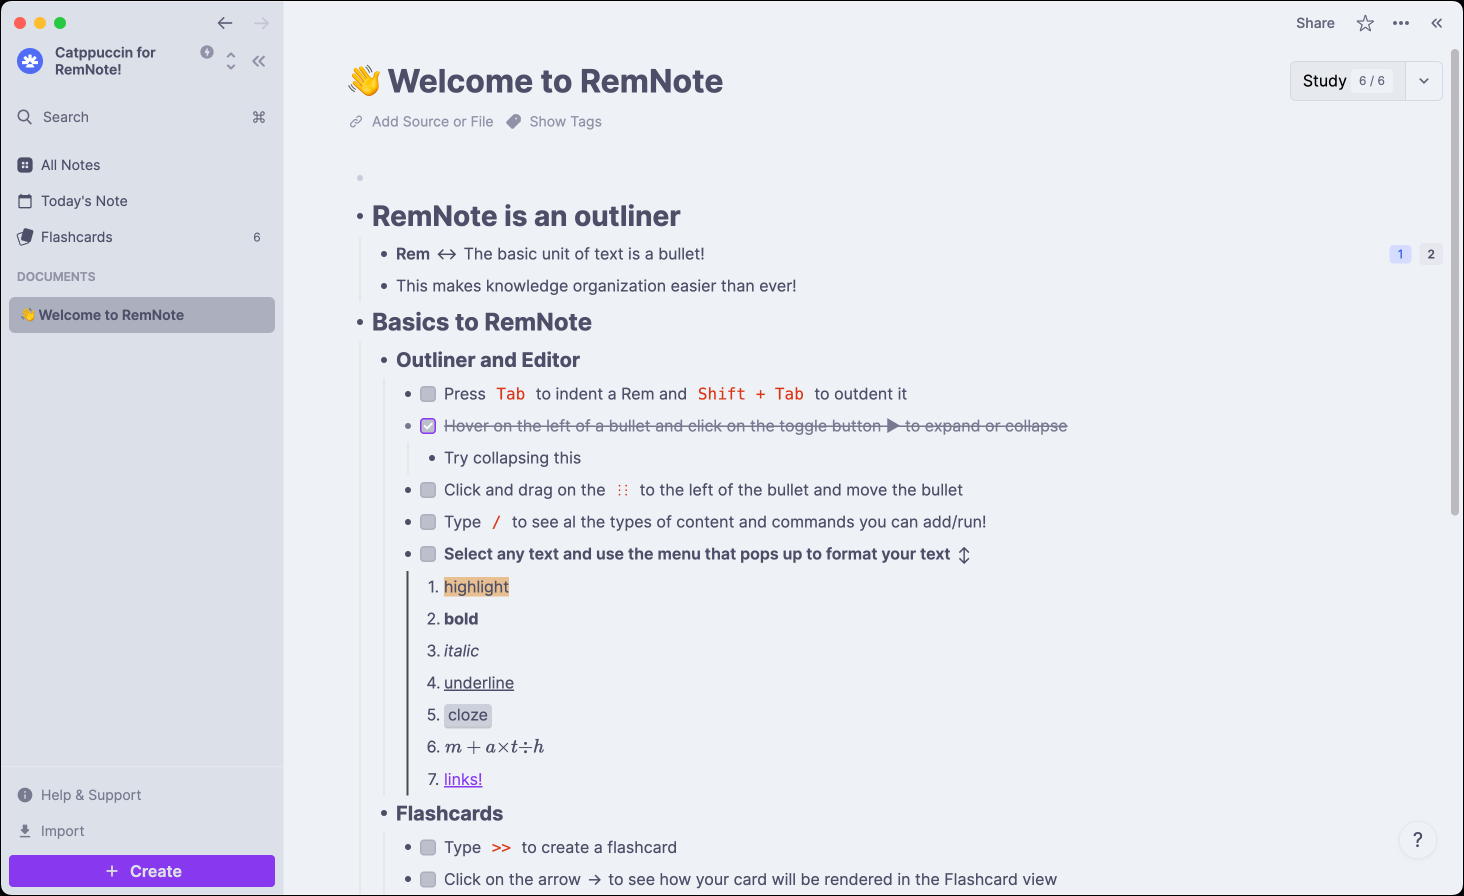 Catppuccin for
RemNote!
Search ⌘
All Notes
Today's Note
Flashcards 6
DOCUMENTS
👋 Welcome to RemNote
Help & Support
Import
+ Create
Share
👋 Welcome to RemNote
Study 6 / 6
Add Source or File Show Tags
• RemNote is an outliner
• Rem ↔ The basic unit of text is a bullet! 1 2
• This makes knowledge organization easier than ever!
• Basics to RemNote
• Outliner and Editor
• Press Tab to indent a Rem and Shift + Tab to outdent it
• Hover on the left of a bullet and click on the toggle button ▶ to expand or collapse
• Try collapsing this
• Click and drag on the ⁝⁝ to the left of the bullet and move the bullet
• Type / to see al the types of content and commands you can add/run!
• Select any text and use the menu that pops up to format your text ↕
1. highlight
2. bold
3. italic
4. underline
5. cloze
6. m + a×t÷h
7. links!
• Flashcards
• Type >> to create a flashcard
• Click on the arrow → to see how your card will be rendered in the Flashcard view
?